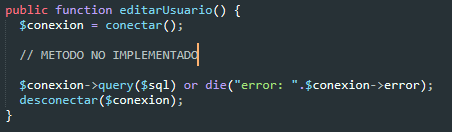 public function editarUsuario() {
$conexion = conectar();
// METODO NO IMPLEMENTADO
$conexion->query($sql) or die("error: ".$conexion->error);
desconectar($conexion);
}